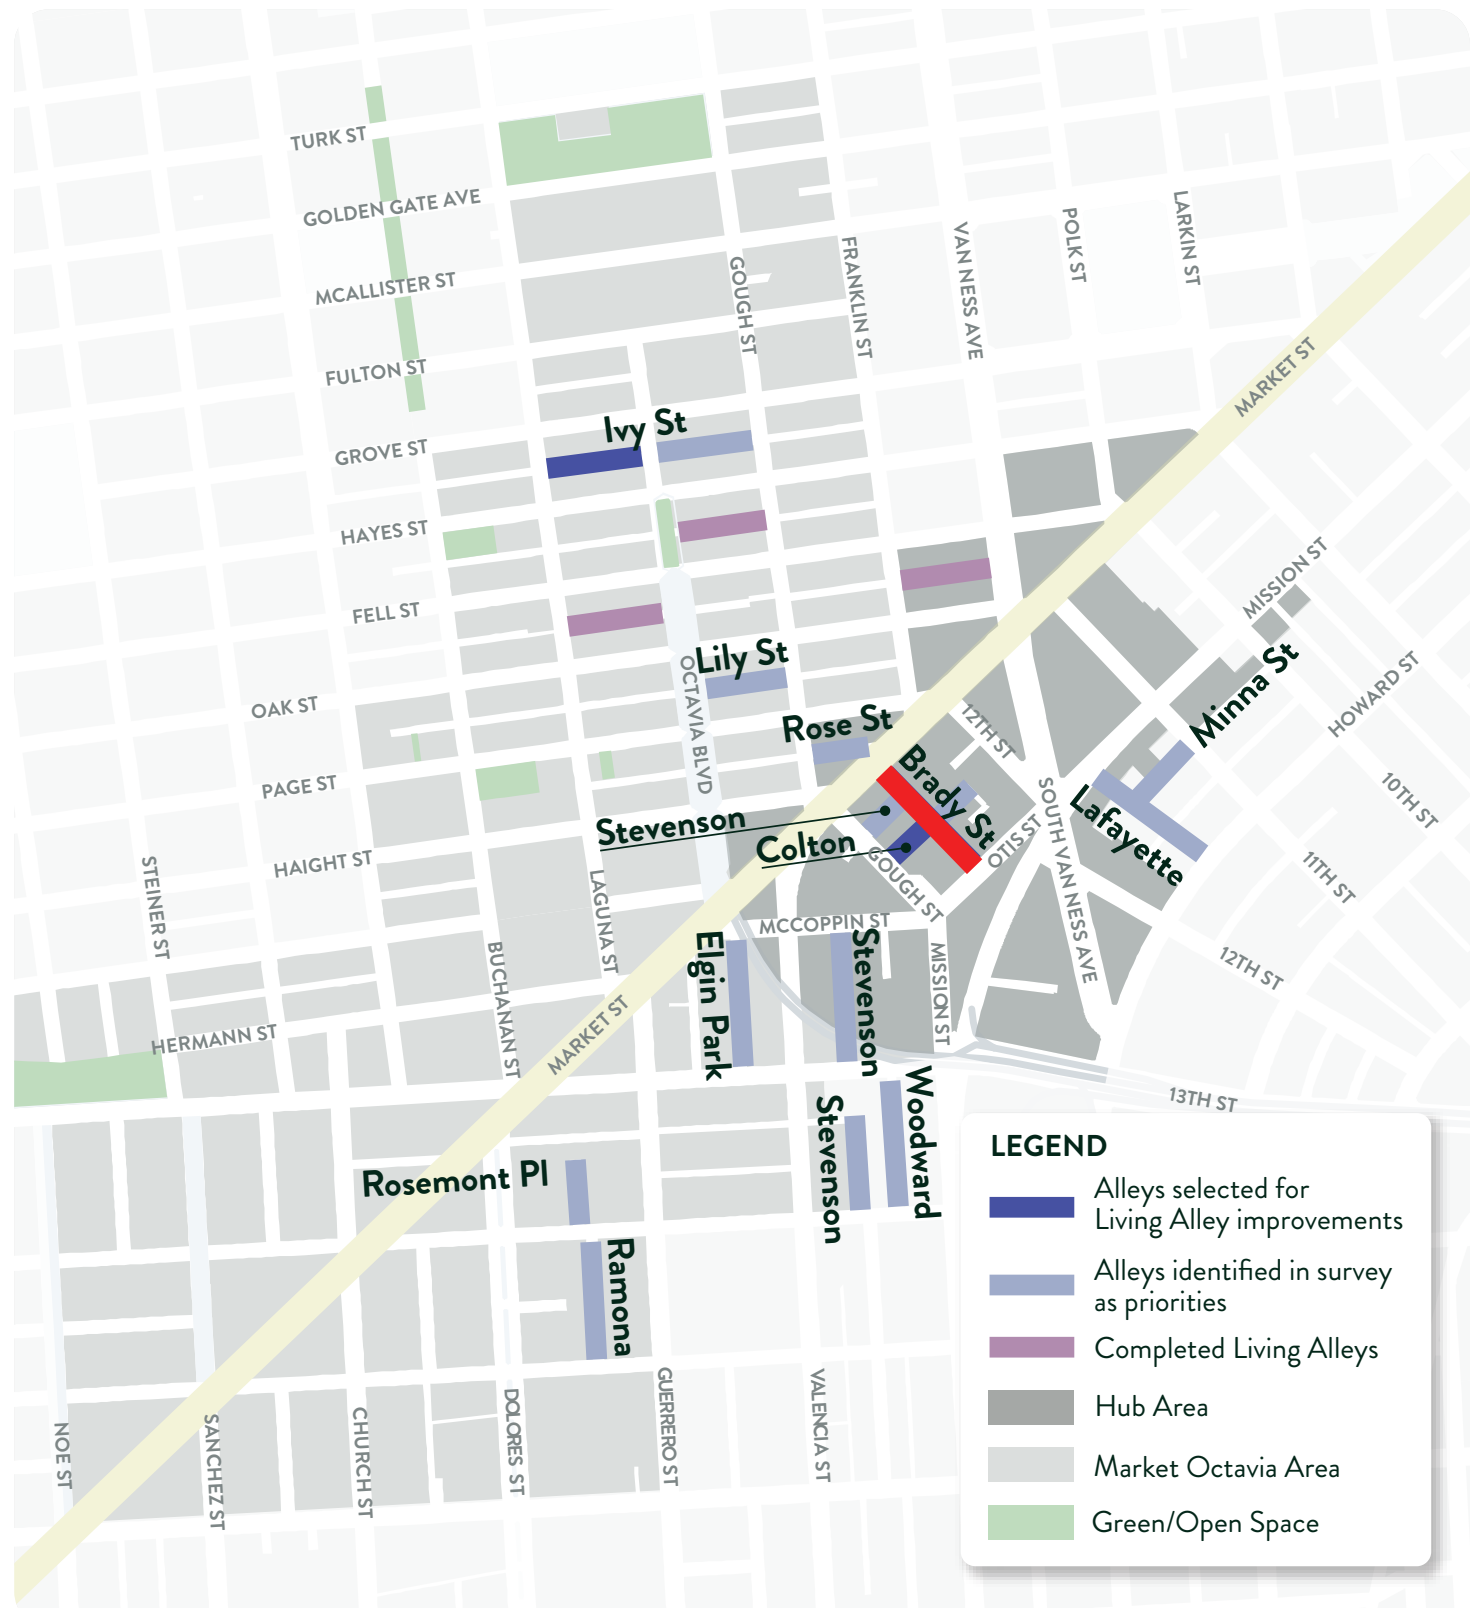 TURK ST
GOLDEN GATE AVE
MCALLISTER ST
FULTON ST
GROVE ST
HAYES ST
FELL ST
OAK ST
PAGE ST
HAIGHT ST
HERMANN ST
GOUGH ST
FRANKLIN ST
VAN NESS AVE
POLK ST
LARKIN ST
MARKET ST
Ivy St
Lily St
OCTAVIA BLVD
Rose St
Brady St
12TH ST
MISSION ST
Minna St
HOWARD ST
10TH ST
11TH ST
12TH ST
Lafayette
SOUTH VAN NESS AVE
OTIS ST
Stevenson
Colton
GOUGH ST
MCCOPPIN ST
MISSION ST
STEINER ST
LAGUNA ST
BUCHANAN ST
MARKET ST
Elgin Park
Stevenson
Woodward
Stevenson
13TH ST
Rosemont Pl
Ramona
NOE ST
SANCHEZ ST
CHURCH ST
DOLORES ST
GUERRERO ST
VALENCIA ST
LEGEND
Alleys selected for
Living Alley improvements
Alleys identified in survey
as priorities
Completed Living Alleys
Hub Area
Market Octavia Area
Green/Open Space